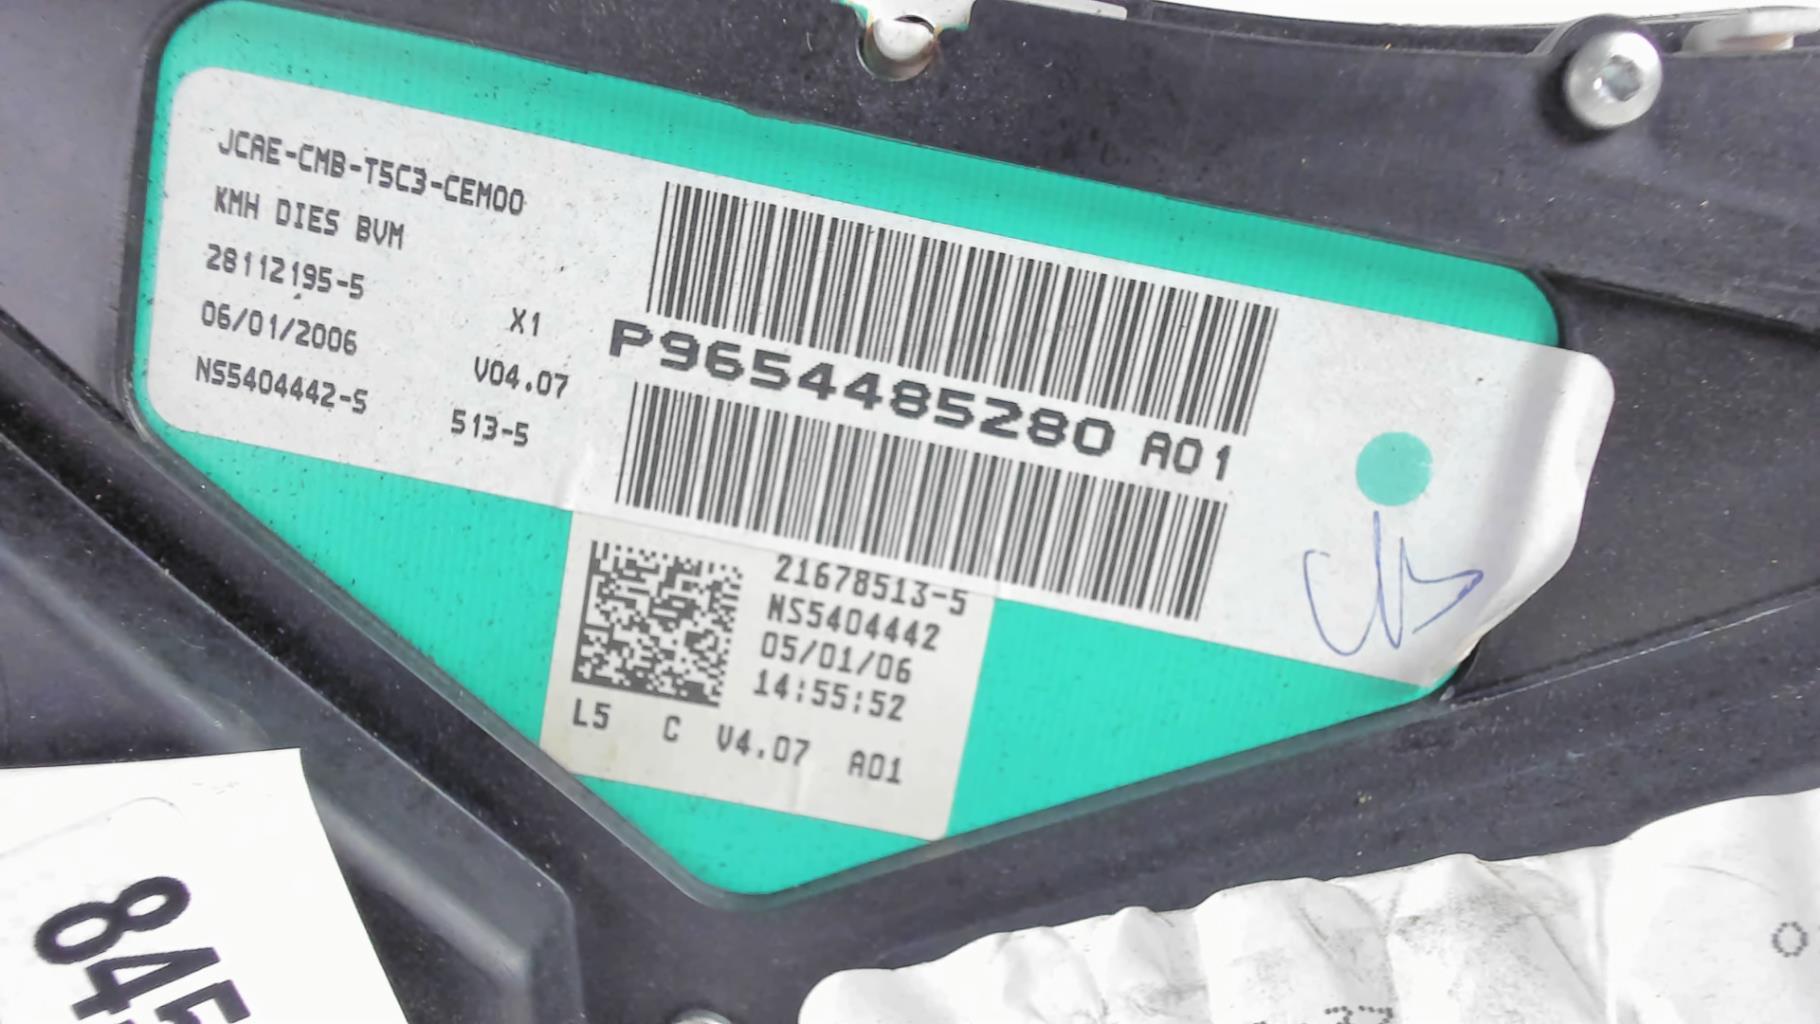 JCAE-CMB-T5C3-CEM00
KMH DIES BVM
28112195-5 X1
06/01/2006 V04.07
NS5404442-S 513-5
P9654485280 A01
21678513-5
NS5404442
05/01/06
14:55:52
L5 C V4.07 A01
845